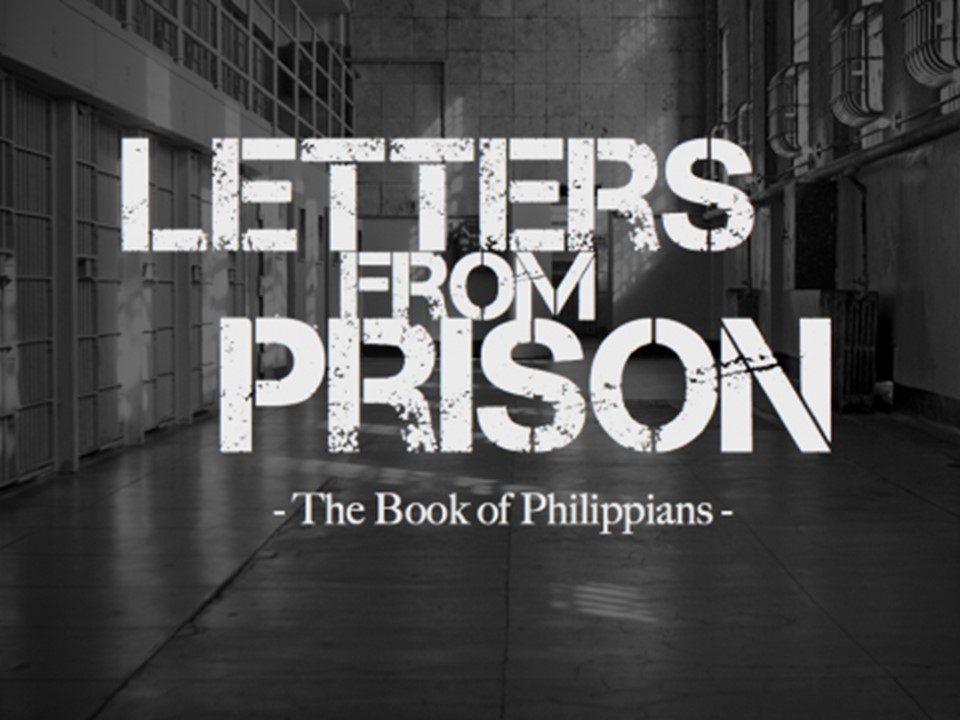 LETTERS
FROM
PRISON
- The Book of Philippians -